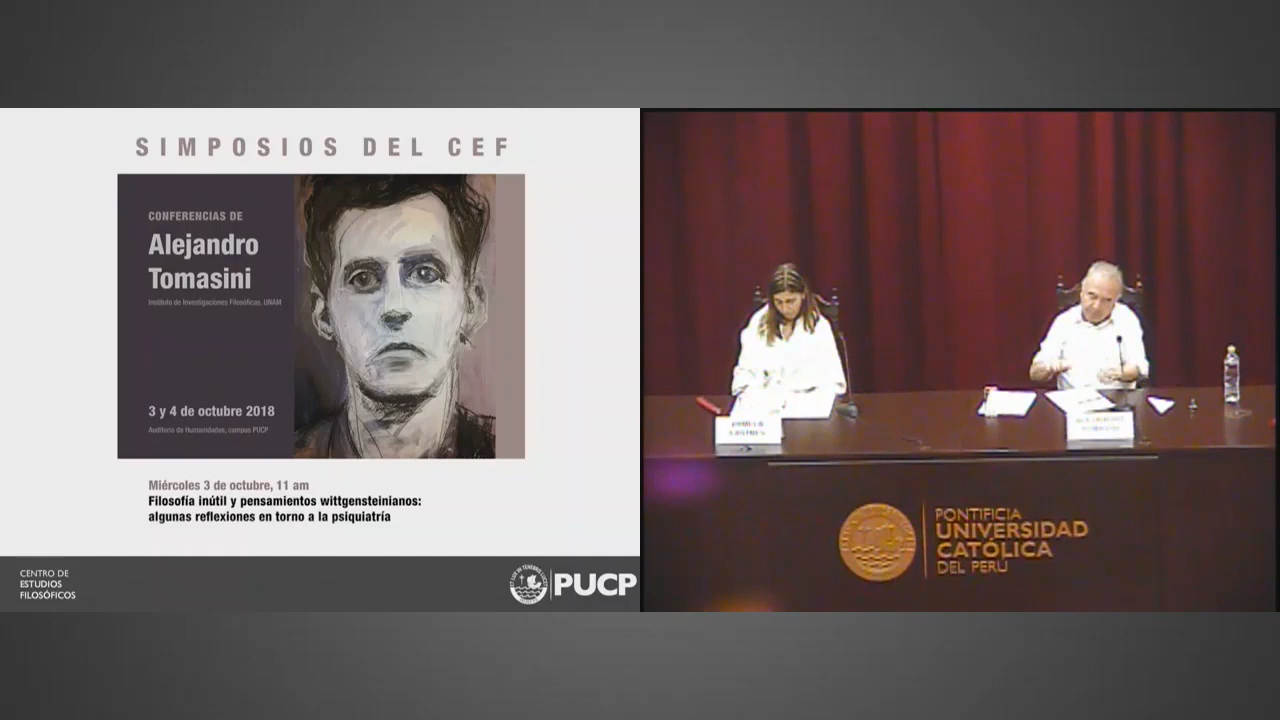 SIMPOSIOS DEL CEF
CONFERENCIAS DE
Alejandro
Tomasini
Instituto de Investigaciones Filosóficas, UNAM
3 y 4 de octubre 2018
Auditorio de Humanidades, campus PUCP
Miércoles 3 de octubre, 11 am
Filosofía inútil y pensamientos wittgensteinianos:
algunas reflexiones en torno a la psiquiatría
CENTRO DE
ESTUDIOS
FILOSÓFICOS
PUCP
PONTIFICIA
UNIVERSIDAD
CATÓLICA
DEL PERÚ